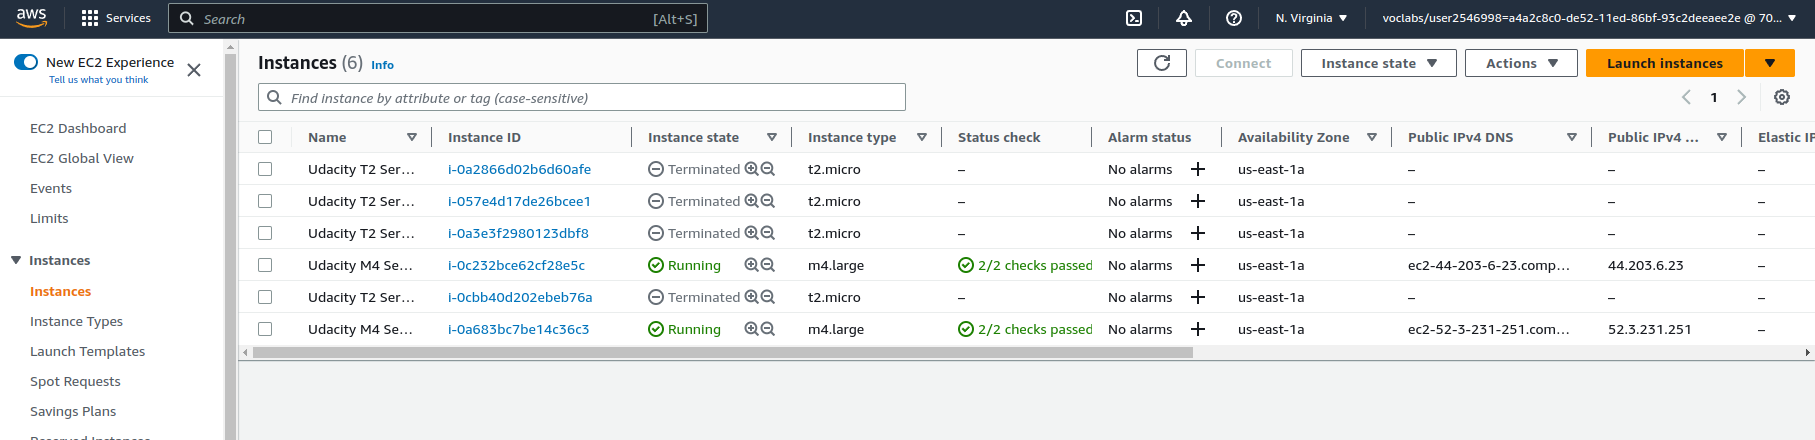 aws
Services
Search [Alt+S]
N. Virginia
voclabs/user2546998=a4a2c8c0-de52-11ed-86bf-93c2deeaee2e @ 70...
New EC2 Experience
Tell us what you think
EC2 Dashboard
EC2 Global View
Events
Limits
Instances
Instances
Instance Types
Launch Templates
Spot Requests
Savings Plans
Reserved Instances
Instances (6) Info
Connect
Instance state
Actions
Launch instances
Find instance by attribute or tag (case-sensitive)
1
Name Instance ID Instance state Instance type Status check Alarm status Availability Zone Public IPv4 DNS Public IPv4 ... Elastic IP
Udacity T2 Ser... i-0a2866d02b6d60afe Terminated t2.micro – No alarms us-east-1a – – –
Udacity T2 Ser... i-057e4d17de26bcee1 Terminated t2.micro – No alarms us-east-1a – – –
Udacity T2 Ser... i-0a3e3f2980123dbf8 Terminated t2.micro – No alarms us-east-1a – – –
Udacity M4 Se... i-0c232bce62cf28e5c Running m4.large 2/2 checks passed No alarms us-east-1a ec2-44-203-6-23.comp... 44.203.6.23 –
Udacity T2 Ser... i-0cbb40d202ebeb76a Terminated t2.micro – No alarms us-east-1a – – –
Udacity M4 Se... i-0a683bc7be14c36c3 Running m4.large 2/2 checks passed No alarms us-east-1a ec2-52-3-231-251.com... 52.3.231.251 –